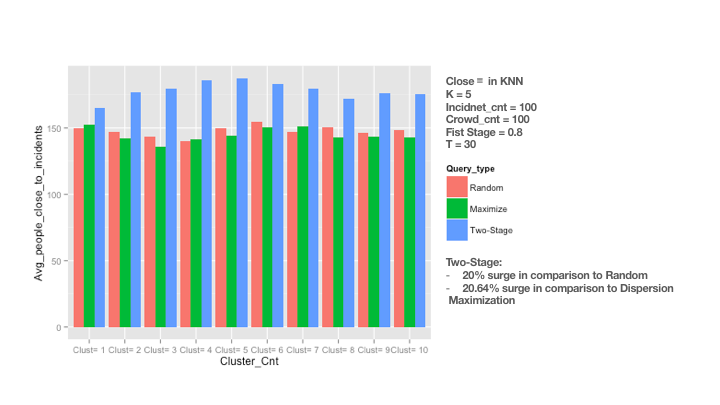 Close = in KNN
K = 5
Incidnet_cnt = 100
Crowd_cnt = 100
Fist Stage = 0.8
T = 30
Query_type
Random
Maximize
Two-Stage
Two-Stage:
- 20% surge in comparison to Random
- 20.64% surge in comparison to Dispersion
Maximization
Avg_people_close_to_incidents
150
100
50
0
Clust= 1 Clust= 2 Clust= 3 Clust= 4 Clust= 5 Clust= 6 Clust= 7 Clust= 8 Clust= 9 Clust= 10
Cluster_Cnt